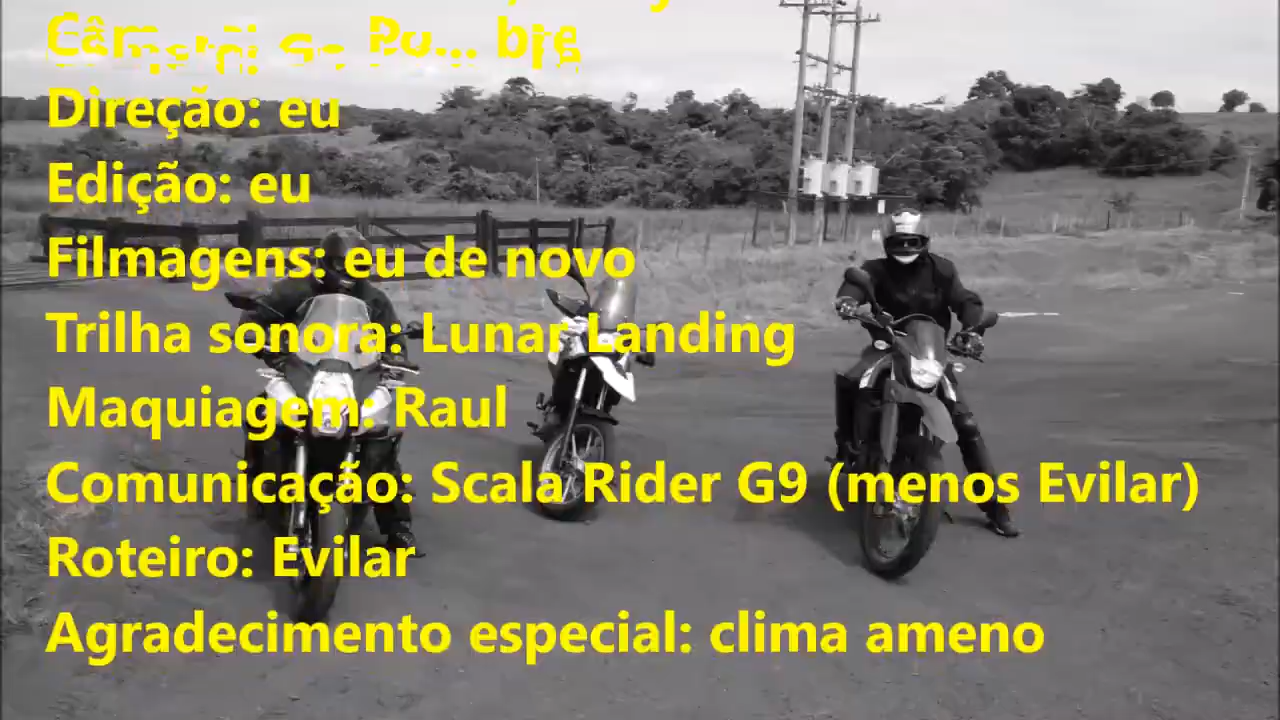 Direção: eu
Edição: eu
Filmagens: eu de novo
Trilha sonora: Lunar Landing
Maquiagem: Raul
Comunicação: Scala Rider G9 (menos Evilar)
Roteiro: Evilar
Agradecimento especial: clima ameno